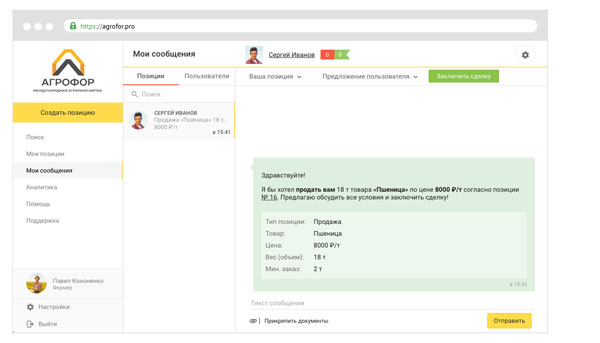 https://agrofor.pro
АГРОФОР
МЕЖДУНАРОДНАЯ АГРАРНАЯ БИРЖА
Создать позицию
Поиск
Мои позиции
Мои сообщения
Аналитика
Помощь
Поддержка
Павел Кононенко
Фермер
Настройки
Выйти
Мои сообщения
Позиции Пользователи
Поиск
СЕРГЕЙ ИВАНОВ
Продажа «Пшеница» 18 т,
8000 ₽/т
в 15:41
Сергей Иванов 0 0
Ваша позиция Предложение пользователя Заключить сделку
Здравствуйте!
Я бы хотел продать вам 18 т товара «Пшеница» по цене 8000 ₽/т согласно позиции
№ 16. Предлагаю обсудить все условия и заключить сделку!
Тип позиции: Продажа
Товар: Пшеница
Цена: 8000 ₽/т
Вес (объем): 18 т
Мин. заказ: 2 т
в 15:41
Текст сообщения
Прикрепить документы Отправить